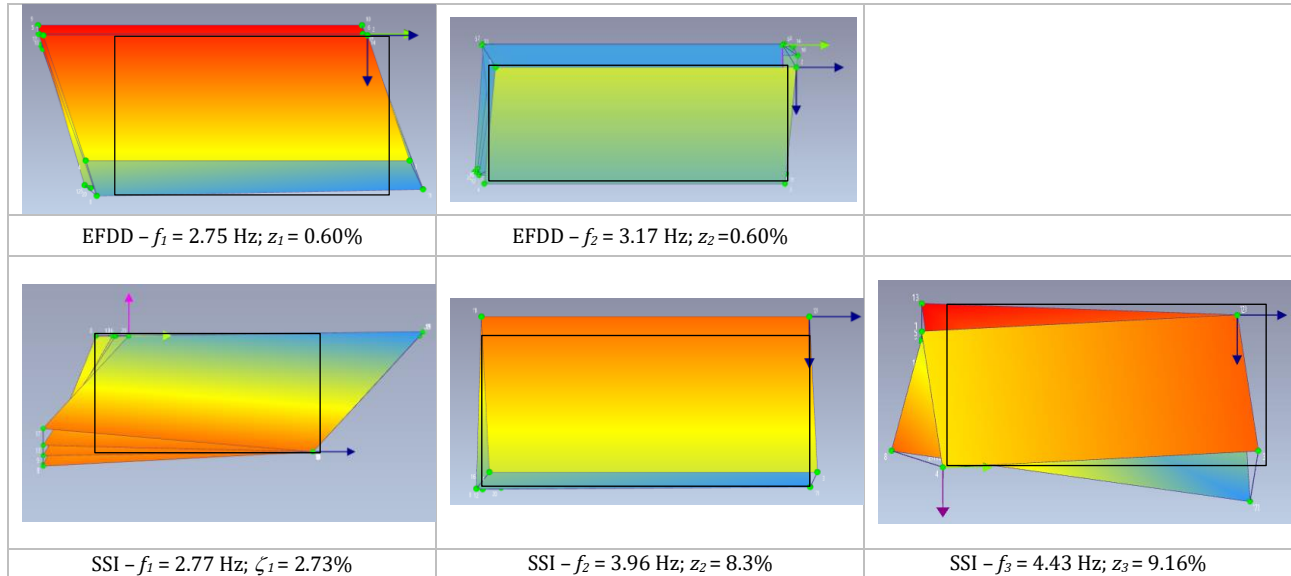 EFDD – f1 = 2.75 Hz; z1 = 0.60%
EFDD – f2 = 3.17 Hz; z2 =0.60%
SSI – f1 = 2.77 Hz; ζ1 = 2.73%
SSI – f2 = 3.96 Hz; z2 = 8.3%
SSI – f3 = 4.43 Hz; z3 = 9.16%